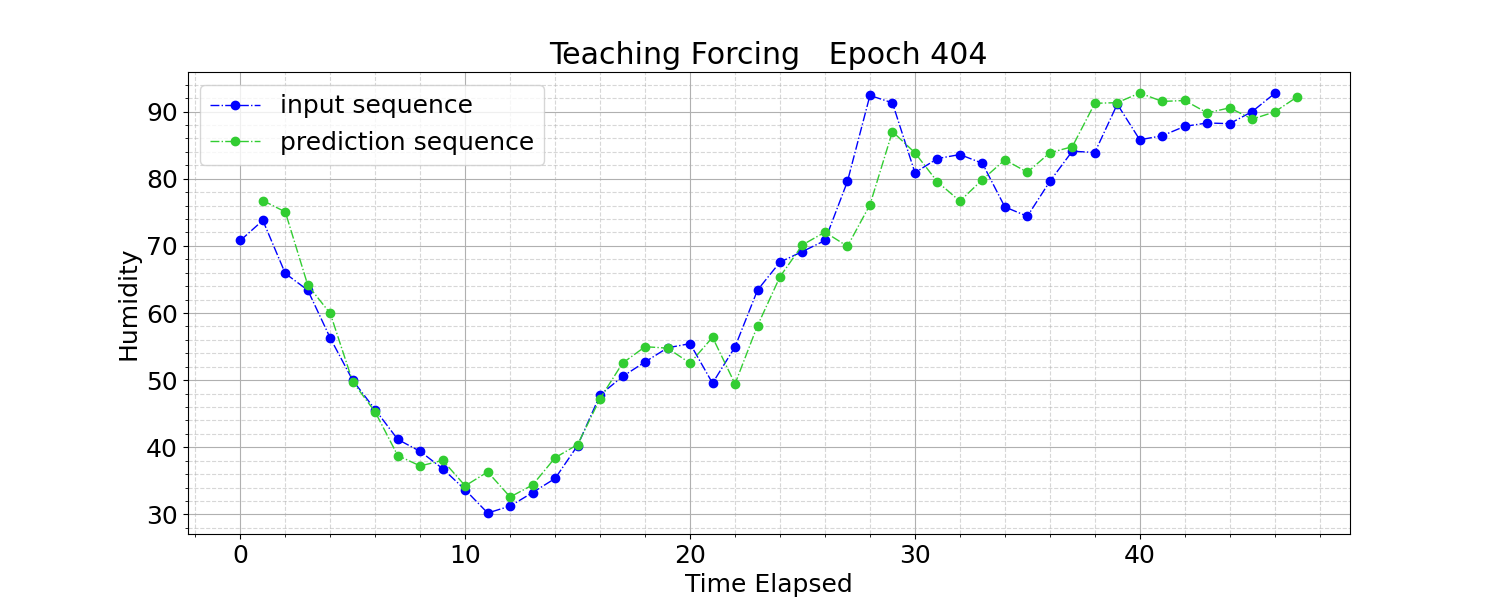 Teaching Forcing   Epoch 404
input sequence
prediction sequence
Humidity
90
80
70
60
50
40
30
0 10 20 30 40
Time Elapsed